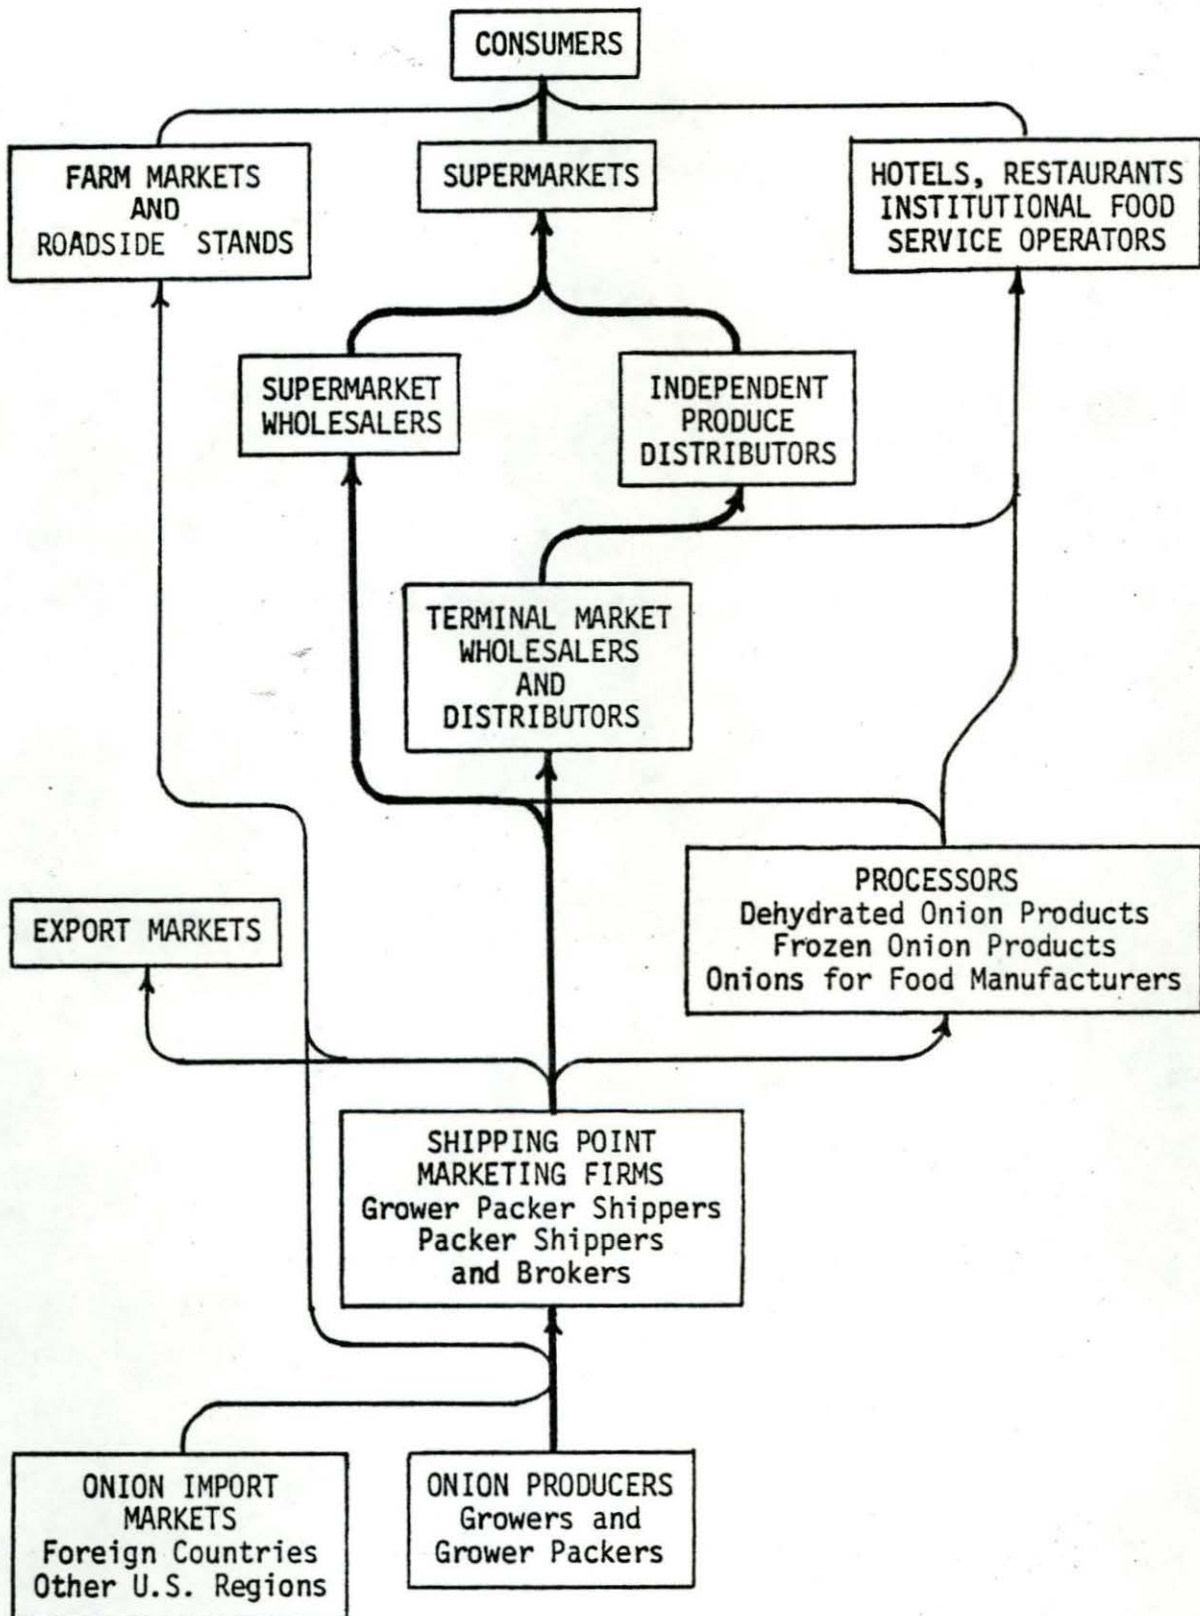 CONSUMERS
FARM MARKETS
AND
ROADSIDE STANDS
SUPERMARKETS
HOTELS, RESTAURANTS
INSTITUTIONAL FOOD
SERVICE OPERATORS
SUPERMARKET
WHOLESALERS
INDEPENDENT
PRODUCE
DISTRIBUTORS
TERMINAL MARKET
WHOLESALERS
AND
DISTRIBUTORS
EXPORT MARKETS
PROCESSORS
Dehydrated Onion Products
Frozen Onion Products
Onions for Food Manufacturers
SHIPPING POINT
MARKETING FIRMS
Grower Packer Shippers
Packer Shippers
and Brokers
ONION IMPORT
MARKETS
Foreign Countries
Other U.S. Regions
ONION PRODUCERS
Growers and
Grower Packers